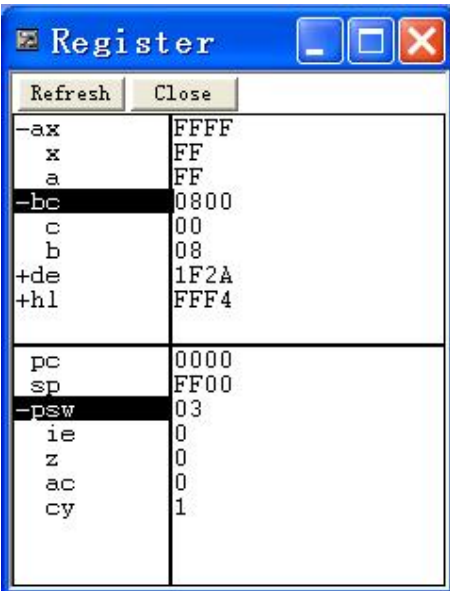 Register
Refresh Close
-ax FFFF
x FF
a FF
-bc 0800
c 00
b 08
+de 1F2A
+hl FFF4
pc 0000
sp FF00
-psw 03
ie 0
z 0
ac 0
cy 1